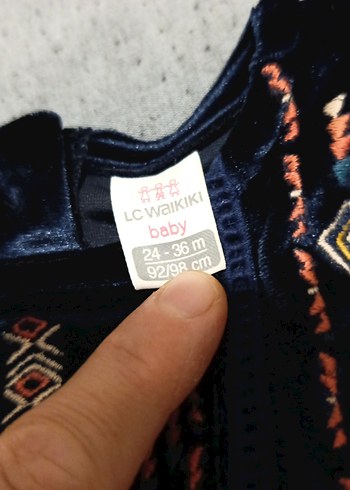 LC WAIKIKI
baby
24 - 36 m
92/98 cm